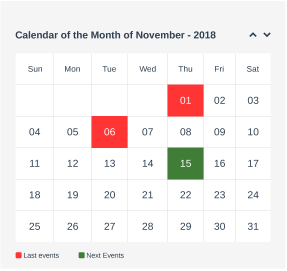 Calendar of the Month of November - 2018
Sun Mon Tue Wed Thu Fri Sat
01 02 03
04 05 06 07 08 09 10
11 12 13 14 15 16 17
18 19 20 21 22 23 24
25 26 27 28 29 30 31
Last events Next Events